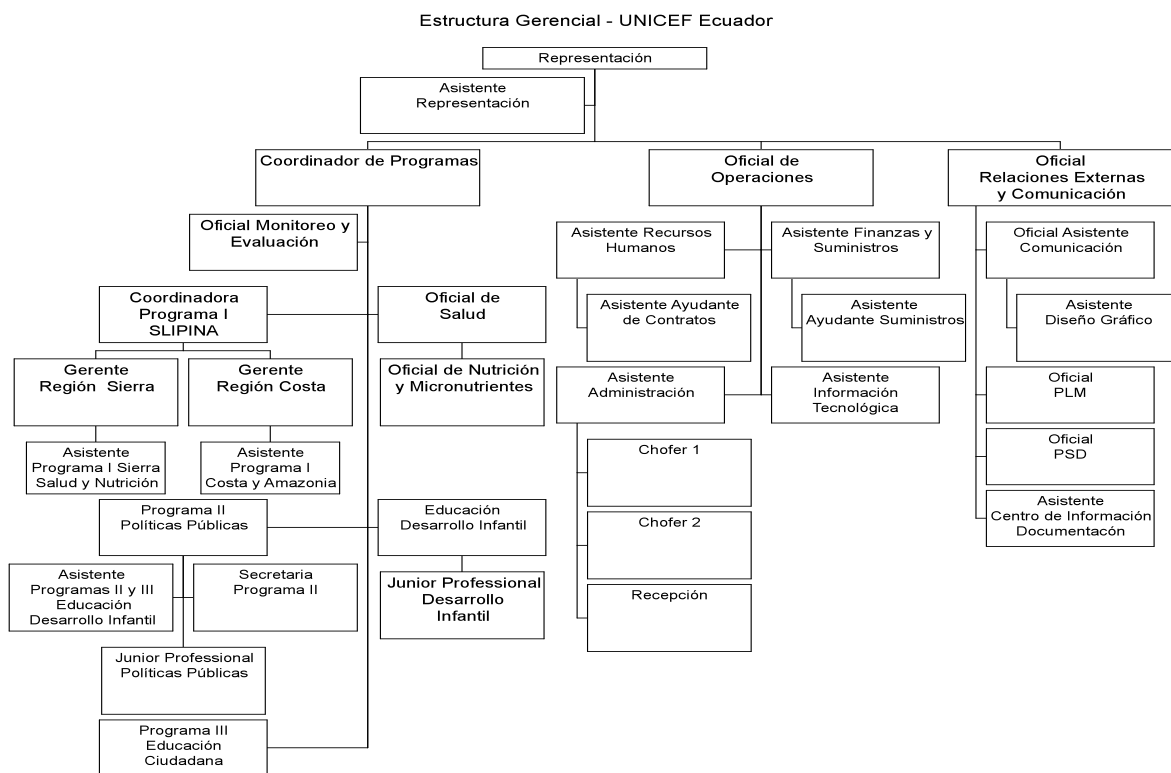 Estructura Gerencial - UNICEF Ecuador
Representación
Asistente
Representación
Coordinador de Programas
Oficial de
Operaciones
Oficial
Relaciones Externas
y Comunicación
Oficial Monitoreo y
Evaluación
Asistente Recursos
Humanos
Asistente Finanzas y
Suministros
Oficial Asistente
Comunicación
Coordinadora
Programa I
SLIPINA
Oficial de
Salud
Asistente Ayudante
de Contratos
Asistente
Ayudante Suministros
Asistente
Diseño Gráfico
Gerente
Región Sierra
Gerente
Región Costa
Oficial de Nutrición
y Micronutrientes
Asistente
Administración
Asistente
Información
Tecnológica
Oficial
PLM
Asistente
Programa I Sierra
Salud y Nutrición
Asistente
Programa I
Costa y Amazonia
Chofer 1
Oficial
PSD
Programa II
Políticas Públicas
Educación
Desarrollo Infantil
Chofer 2
Asistente
Centro de Información
Documentacón
Asistente
Programas II y III
Educación
Desarrollo Infantil
Secretaria
Programa II
Junior Professional
Desarrollo
Infantil
Recepción
Junior Professional
Políticas Públicas
Programa III
Educación
Ciudadana